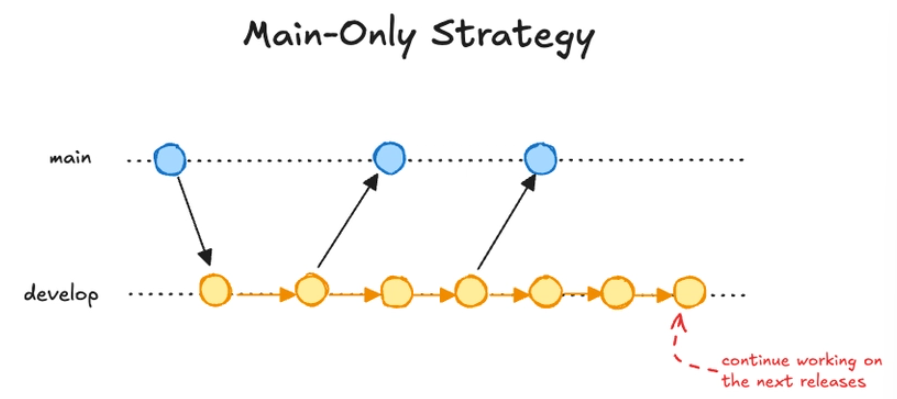 Main-Only Strategy
main
develop
continue working on
the next releases